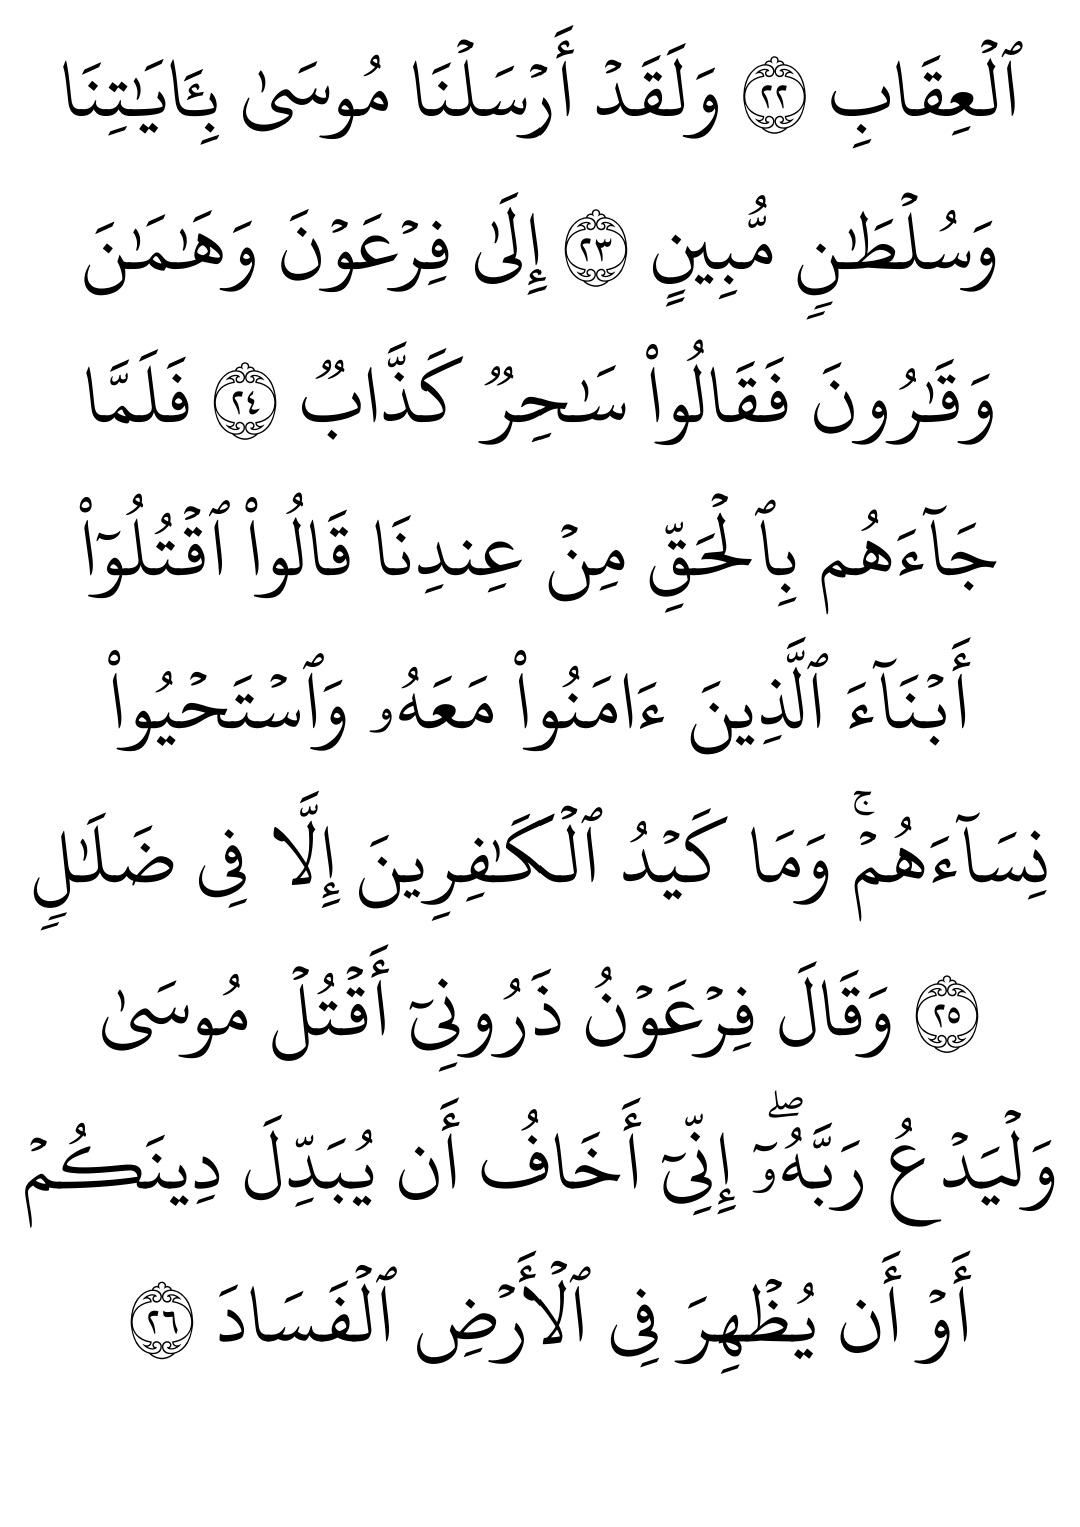 ٱلۡعِقَابِ ٢٢ وَلَقَدۡ أَرۡسَلۡنَا مُوسَىٰ بِـَٔايَـٰتِنَا
وَسُلۡطَـٰنٖ مُّبِينٍ ٢٣ إِلَىٰ فِرۡعَوۡنَ وَهَـٰمَـٰنَ
وَقَـٰرُونَ فَقَالُواْ سَـٰحِرٞ كَذَّابٞ ٢٤ فَلَمَّا
جَآءَهُم بِٱلۡحَقِّ مِنۡ عِندِنَا قَالُواْ ٱقۡتُلُوٓاْ
أَبۡنَآءَ ٱلَّذِينَ ءَامَنُواْ مَعَهُۥ وَٱسۡتَحۡيُواْ
نِسَآءَهُمۡۚ وَمَا كَيۡدُ ٱلۡكَـٰفِرِينَ إِلَّا فِى ضَلَـٰلٖ
٢٥ وَقَالَ فِرۡعَوۡنُ ذَرُونِىٓ أَقۡتُلۡ مُوسَىٰ
وَلۡيَدۡعُ رَبَّهُۥٓۖ إِنِّىٓ أَخَافُ أَن يُبَدِّلَ دِينَكُمۡ
أَوۡ أَن يُظۡهِرَ فِى ٱلۡأَرۡضِ ٱلۡفَسَادَ ٢٦